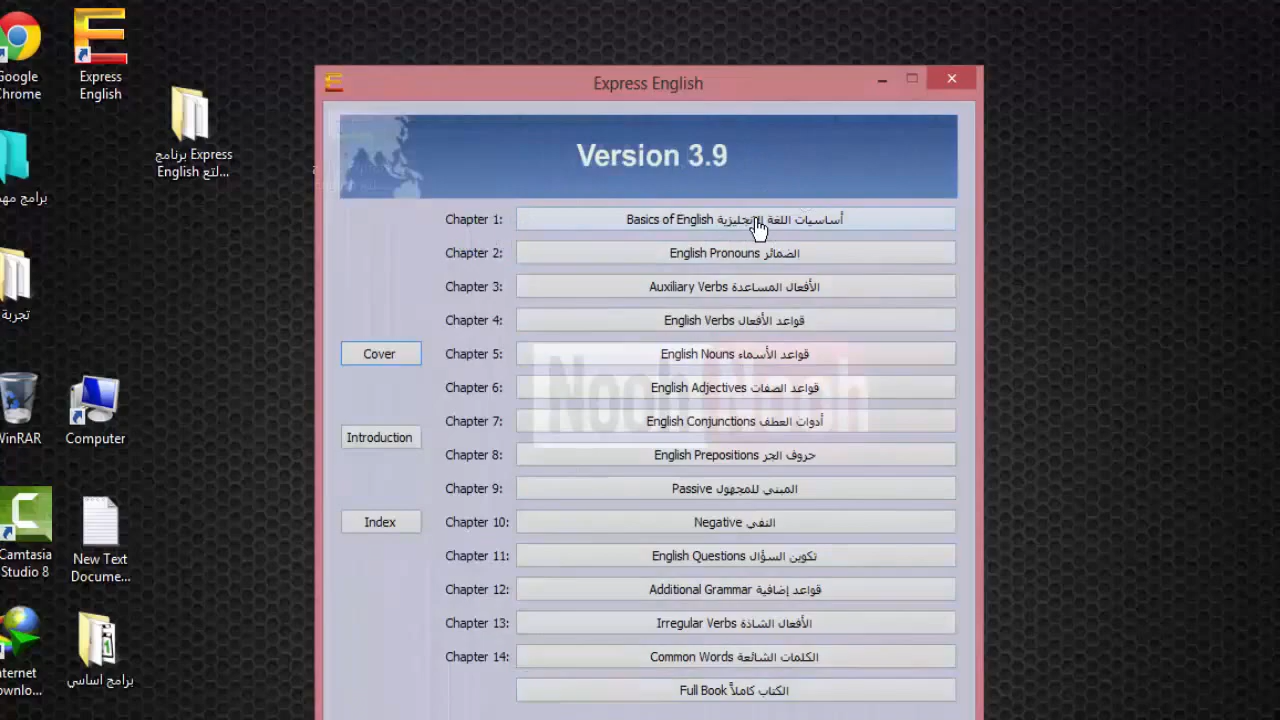 Google
Chrome
Express
English
برنامج Express
English لتع...
برامج مهم
تجربة
WinRAR
Computer
Camtasia
Studio 8
New Text
Docume...
nternet
ownlo...
برامج اساسي
Express English
Version 3.9
Chapter 1: Basics of English أساسيات اللغة الإنجليزية
Chapter 2: English Pronouns الضمائر
Chapter 3: Auxiliary Verbs الأفعال المساعدة
Chapter 4: English Verbs قواعد الأفعال
Cover
Chapter 5: English Nouns قواعد الأسماء
Chapter 6: English Adjectives قواعد الصفات
Chapter 7: English Conjunctions أدوات العطف
Introduction
Chapter 8: English Prepositions حروف الجر
Chapter 9: Passive المبني للمجهول
Index
Chapter 10: Negative النفي
Chapter 11: English Questions تكوين السؤال
Chapter 12: Additional Grammar قواعد إضافية
Chapter 13: Irregular Verbs الأفعال الشاذة
Chapter 14: Common Words الكلمات الشائعة
Full Book الكتاب كاملاً